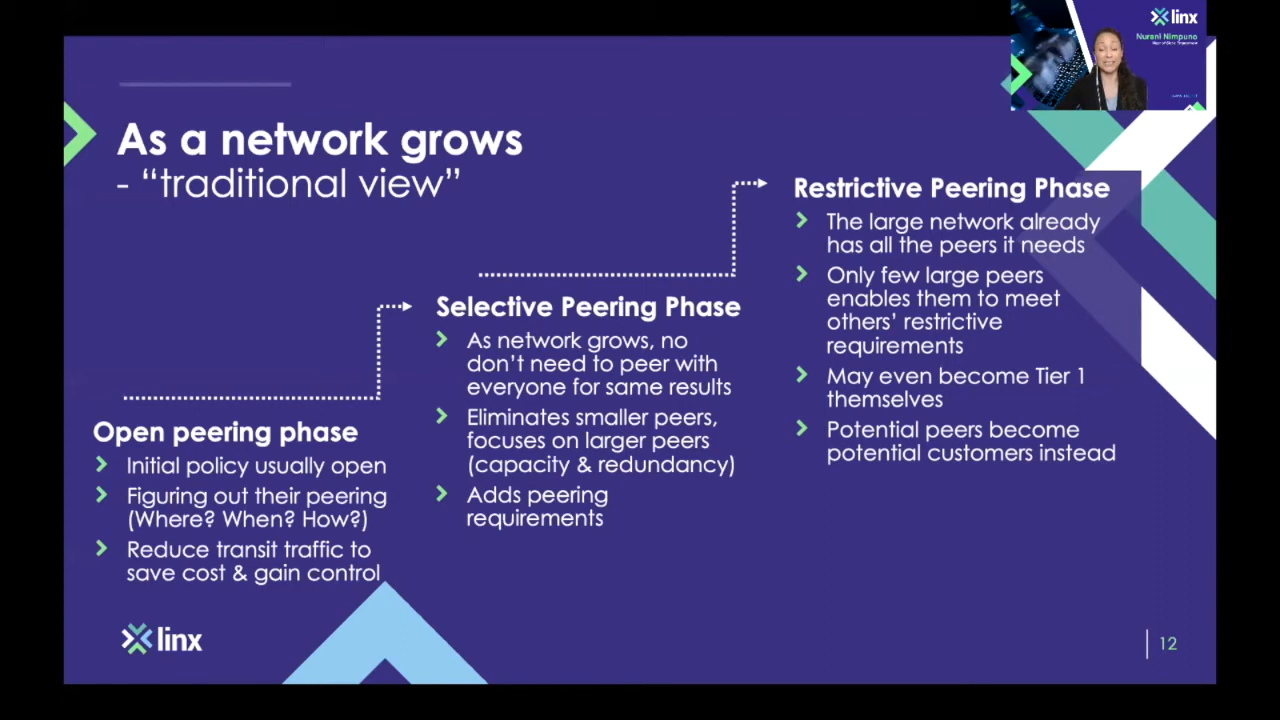 linx
Nurani Nimpuno
As a network grows
- “traditional view”
Open peering phase
Initial policy usually open
Figuring out their peering
(Where? When? How?)
Reduce transit traffic to
save cost & gain control
Selective Peering Phase
As network grows, no
don’t need to peer with
everyone for same results
Eliminates smaller peers,
focuses on larger peers
(capacity & redundancy)
Adds peering
requirements
Restrictive Peering Phase
The large network already
has all the peers it needs
Only few large peers
enables them to meet
others’ restrictive
requirements
May even become Tier 1
themselves
Potential peers become
potential customers instead
linx
12